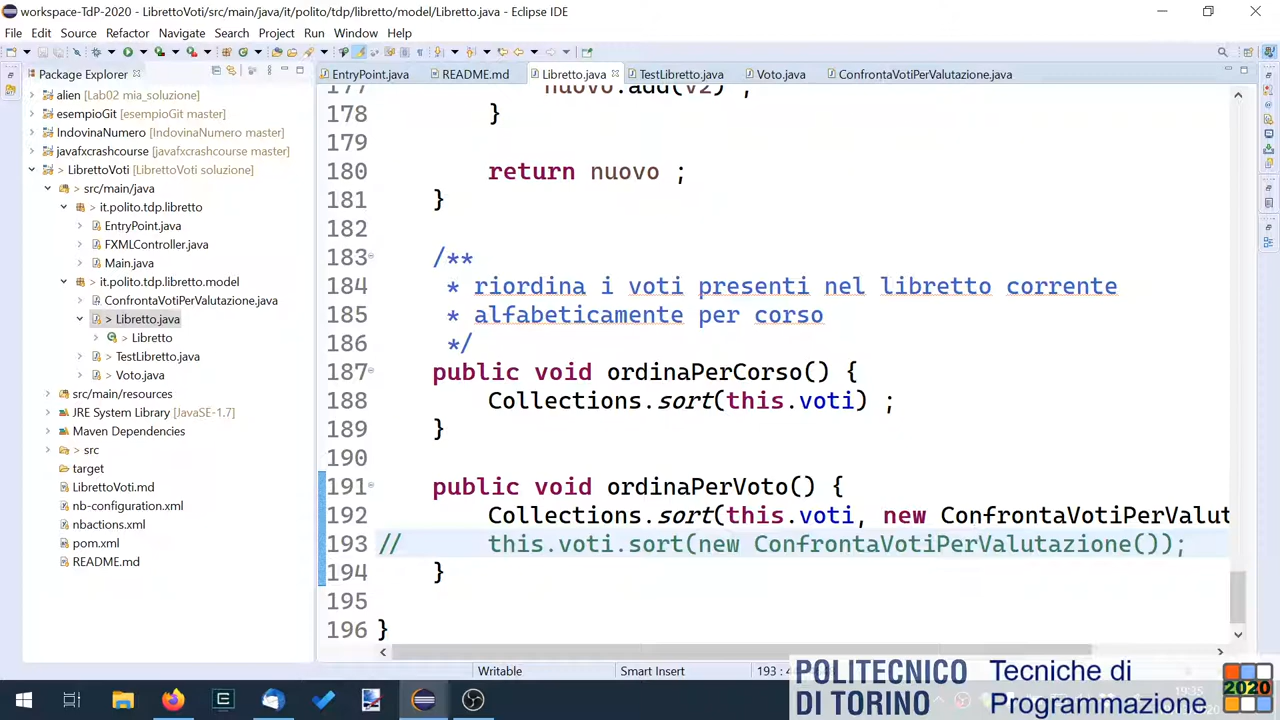 workspace-TdP-2020 - LibrettoVoti/src/main/java/it/polito/tdp/libretto/model/Libretto.java - Eclipse IDE
File Edit Source Refactor Navigate Search Project Run Window Help
Package Explorer
EntryPoint.java README.md Libretto.java TestLibretto.java Voto.java ConfrontaVotiPerValutazione.java
alien [Lab02 mia_soluzione]
esempioGit [esempioGit master]
IndovinaNumero [IndovinaNumero master]
javafxcrashcourse [javafxcrashcourse master]
> LibrettoVoti [LibrettoVoti soluzione]
> src/main/java
> it.polito.tdp.libretto
> EntryPoint.java
FXMLController.java
Main.java
> it.polito.tdp.libretto.model
ConfrontaVotiPerValutazione.java
> Libretto.java
> Libretto
> TestLibretto.java
> Voto.java
src/main/resources
JRE System Library [JavaSE-1.7]
Maven Dependencies
> src
target
LibrettoVoti.md
nb-configuration.xml
nbactions.xml
pom.xml
README.md
177 nuovo.add(v2) ;
178 }
179
180 return nuovo ;
181 }
182
183 /**
184 * riordina i voti presenti nel libretto corrente
185 * alfabeticamente per corso
186 */
187 public void ordinaPerCorso() {
188 Collections.sort(this.voti) ;
189 }
190
191 public void ordinaPerVoto() {
192 Collections.sort(this.voti, new ConfrontaVotiPerValut
193 // this.voti.sort(new ConfrontaVotiPerValutazione());
194 }
195
196 }
Writable Smart Insert 193 : 4
POLITECNICO
DI TORINO
Tecniche di
Programmazione
2020